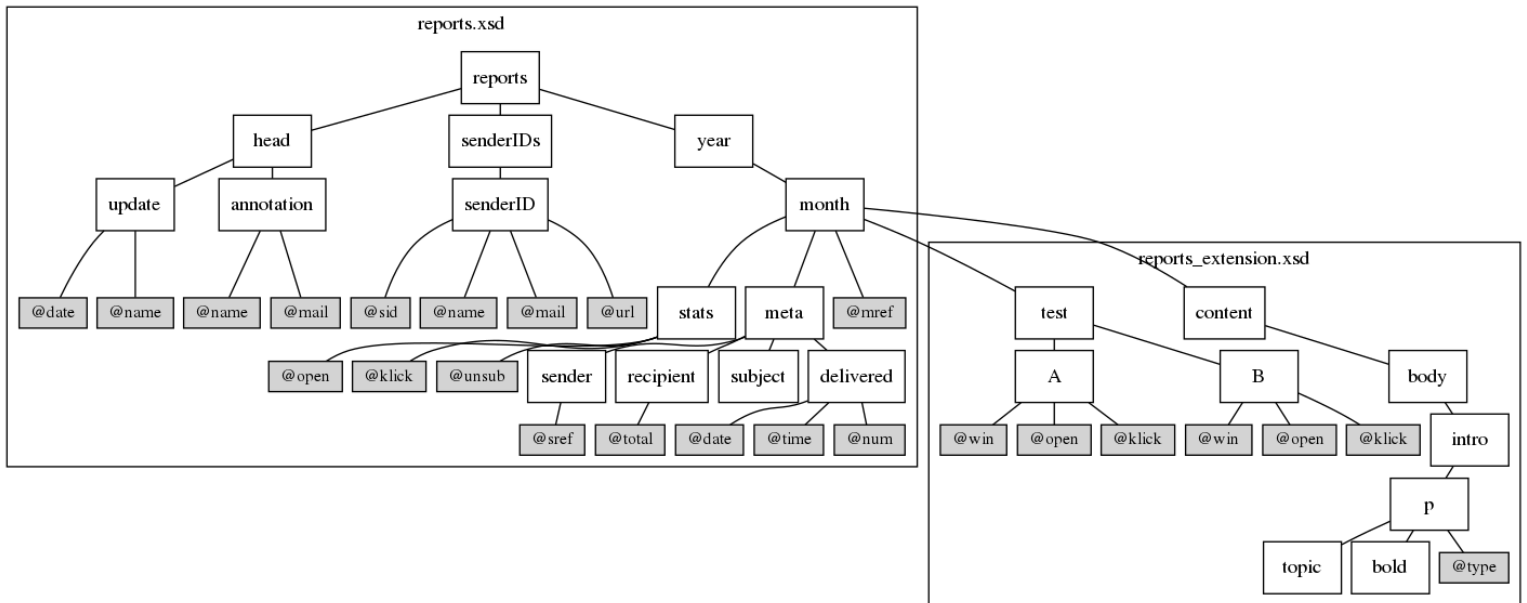 reports.xsd
reports
head senderIDs year
update annotation senderID month
reports_extension.xsd
@date @name @name @mail @sid @name @mail @url stats meta @mref test content
@open @klick @unsub sender recipient subject delivered A B body
@sref @total @date @time @num @win @open @klick @win @open @klick intro
p
topic bold @type